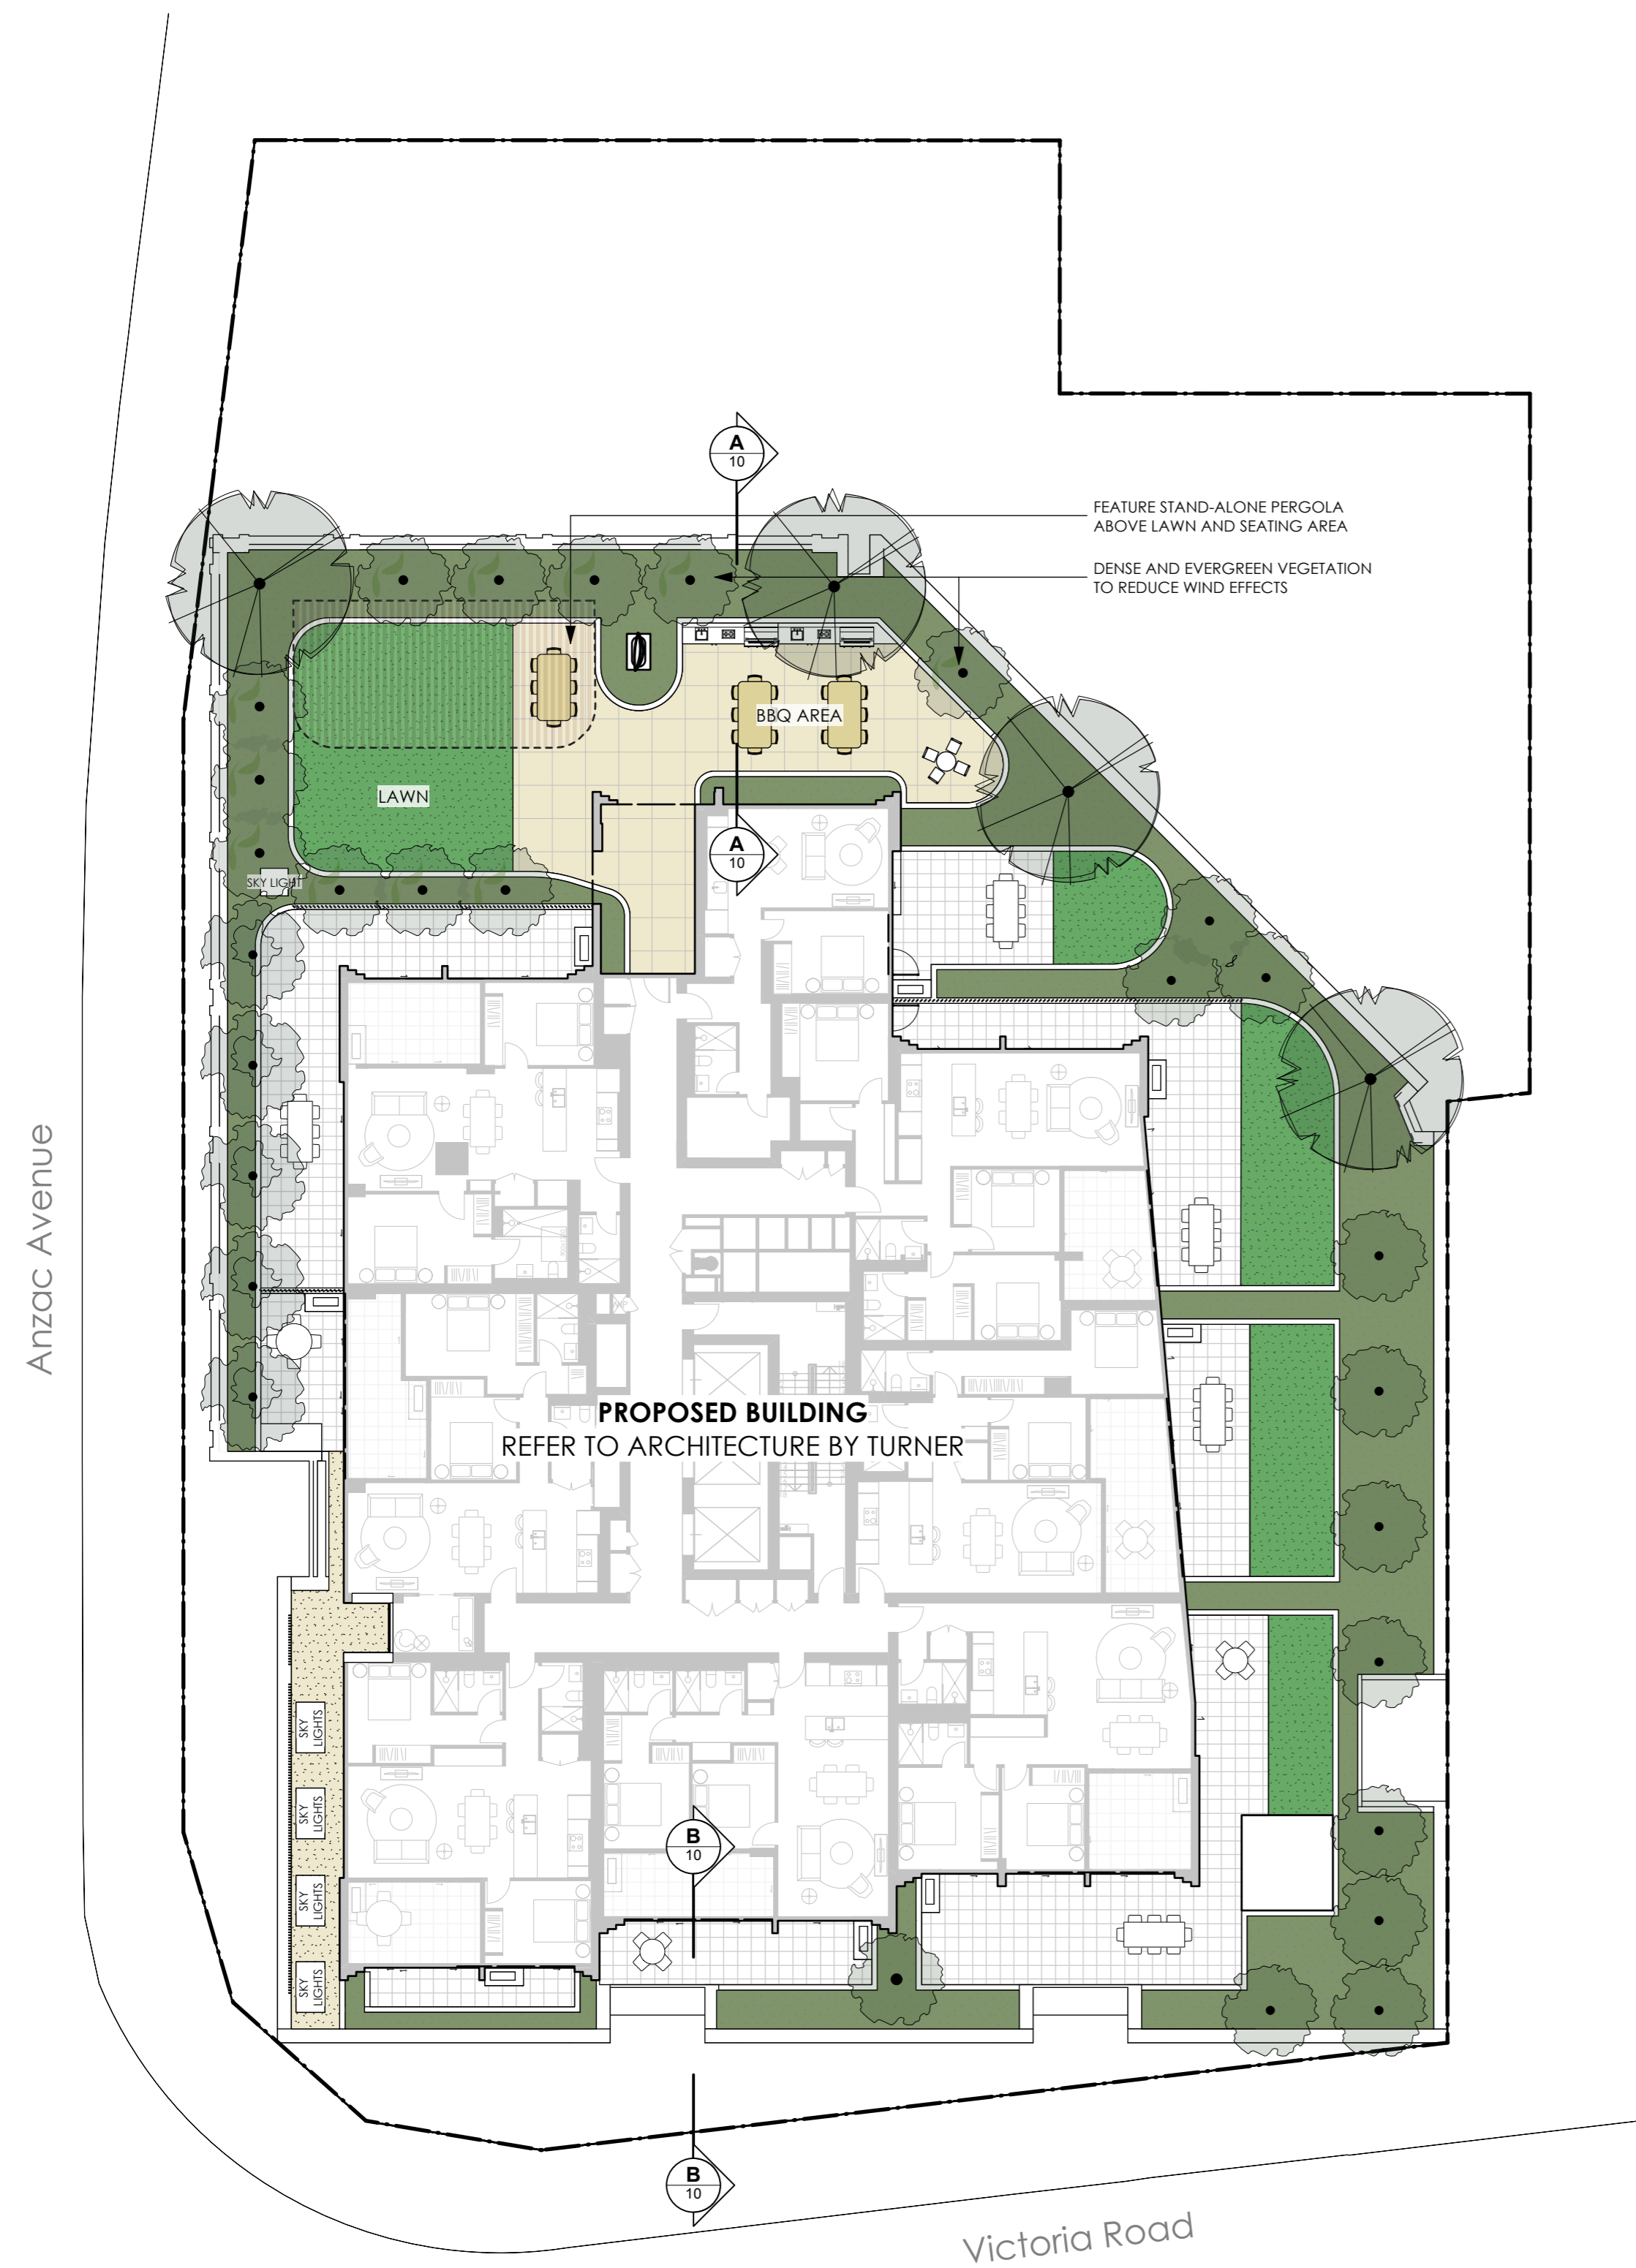 A
10
FEATURE STAND-ALONE PERGOLA
ABOVE LAWN AND SEATING AREA
DENSE AND EVERGREEN VEGETATION
TO REDUCE WIND EFFECTS
BBQ AREA
LAWN
A
10
SKY LIGHT
Anzac Avenue
PROPOSED BUILDING
REFER TO ARCHITECTURE BY TURNER
SKY
LIGHTS
SKY
LIGHTS
SKY
LIGHTS
SKY
LIGHTS
B
10
B
10
Victoria Road